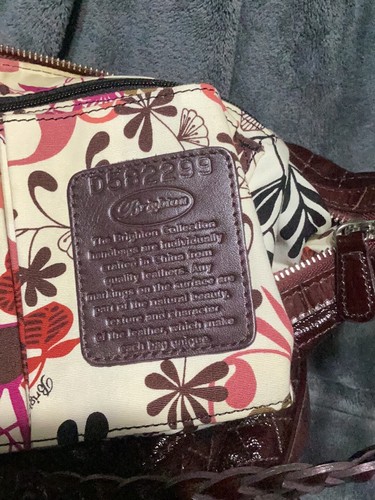 D582299
Brighton
The Brighton Collection
handbags are individually
crafted in China from
quality leathers. Any
markings on the surface are
part of the natural beauty,
texture and character
of the leather, which make
each bag unique.